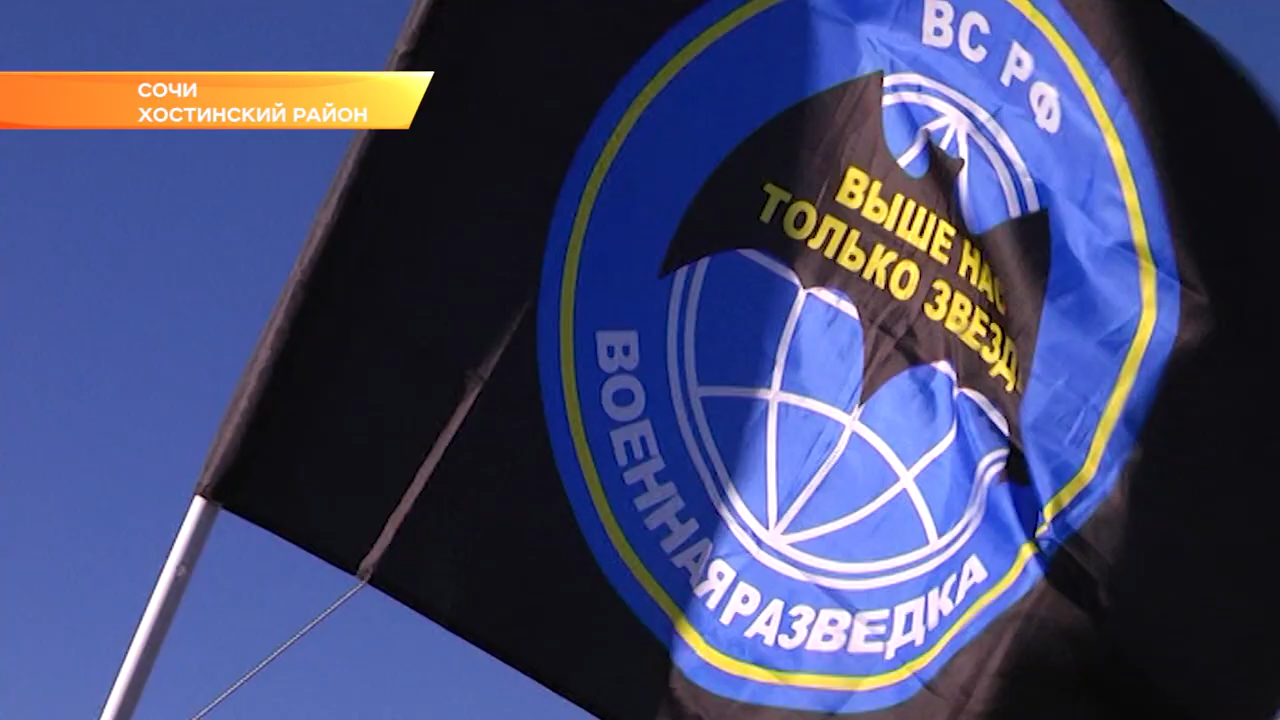 СОЧИ
ХОСТИНСКИЙ РАЙОН
ВС РФ
ВЫШЕ НАС
ТОЛЬКО ЗВЕЗД
ВОЕННАЯ РАЗВЕДКА